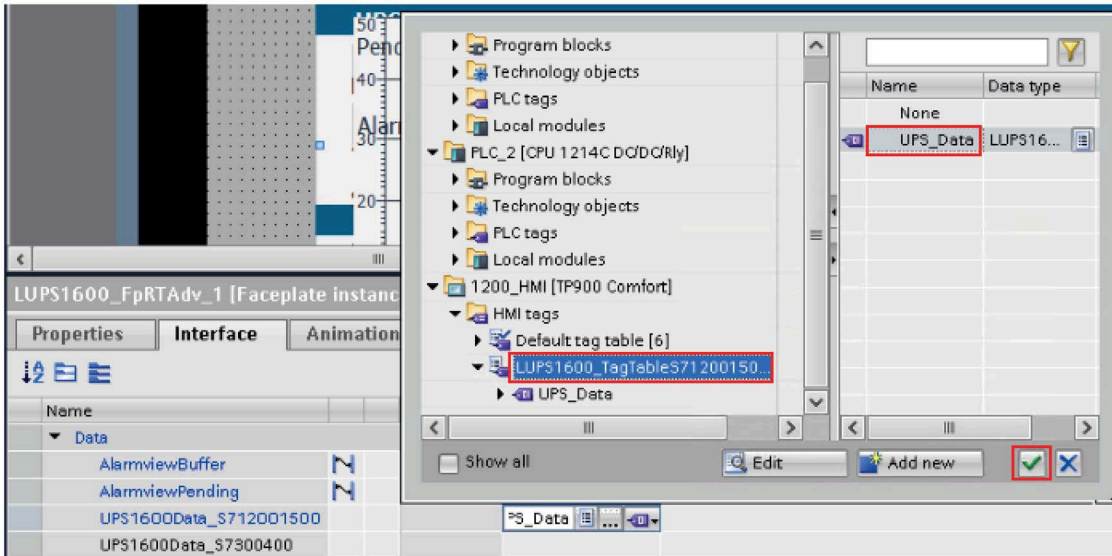 50
Pend
40
Alarm
30
20
Program blocks
Technology objects
PLC tags
Local modules
PLC_2 [CPU 1214C DC/DC/Rly]
Program blocks
Technology objects
PLC tags
Local modules
1200_HMI [TP900 Comfort]
HMI tags
Default tag table [6]
LUPS1600_TagTableS71200150...
UPS_Data
Name Data type
None
UPS_Data LUPS16...
Show all Edit Add new
LUPS1600_FpRTAdv_1 [Faceplate instanc
Properties Interface Animation
Name
Data
AlarmviewBuffer
AlarmviewPending
UPS1600Data_S712001500
S_Data ...
UPS1600Data_S7300400